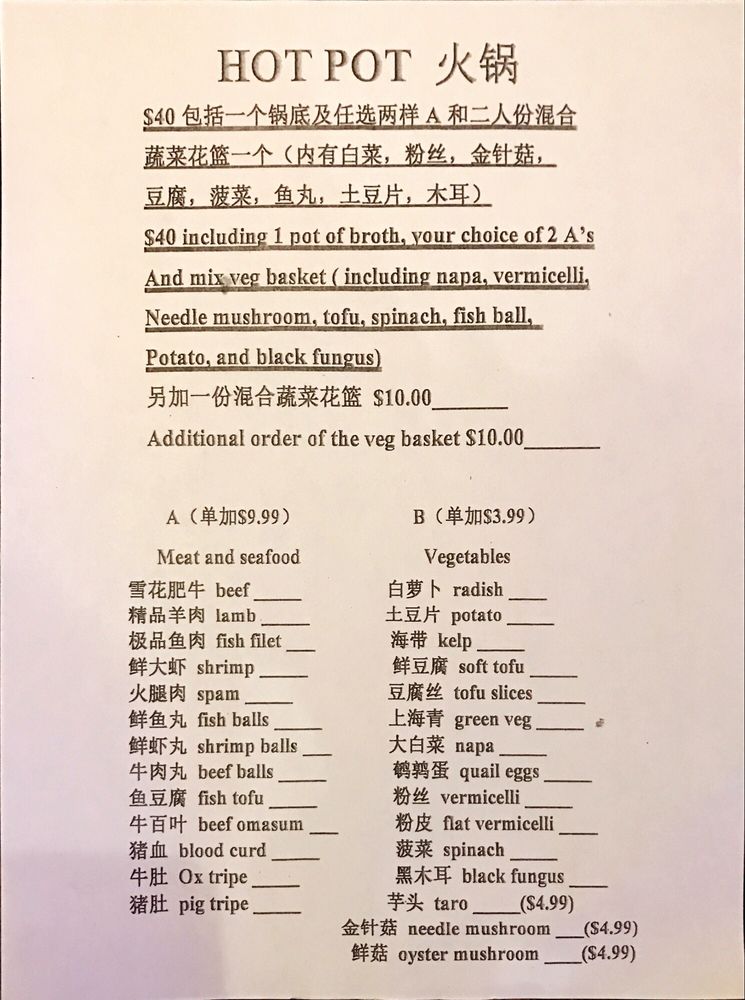 HOT POT 火锅
$40 包括一个锅底及任选两样 A 和二人份混合
蔬菜花篮一个（内有白菜，粉丝，金针菇，
豆腐，菠菜，鱼丸，土豆片，木耳）
$40 including 1 pot of broth, your choice of 2 A's
And mix veg basket ( including napa, vermicelli,
Needle mushroom, tofu, spinach, fish ball,
Potato, and black fungus)
另加一份混合蔬菜花篮 $10.00_______
Additional order of the veg basket $10.00_______
A（单加$9.99）
Meat and seafood
雪花肥牛 beef _____
精品羊肉 lamb _____
极品鱼肉 fish filet ___
鲜大虾 shrimp _____
火腿肉 spam _____
鲜鱼丸 fish balls _____
鲜虾丸 shrimp balls ___
牛肉丸 beef balls _____
鱼豆腐 fish tofu _____
牛百叶 beef omasum ___
猪血 blood curd _____
牛肚 Ox tripe _____
猪肚 pig tripe _____
B（单加$3.99）
Vegetables
白萝卜 radish ____
土豆片 potato _____
海带 kelp _____
鲜豆腐 soft tofu _____
豆腐丝 tofu slices _____
上海青 green veg _____
大白菜 napa _____
鹌鹑蛋 quail eggs _____
粉丝 vermicelli _____
粉皮 flat vermicelli ____
菠菜 spinach _____
黑木耳 black fungus ____
芋头 taro _____($4.99)
金针菇 needle mushroom ___($4.99)
鲜菇 oyster mushroom ____($4.99)